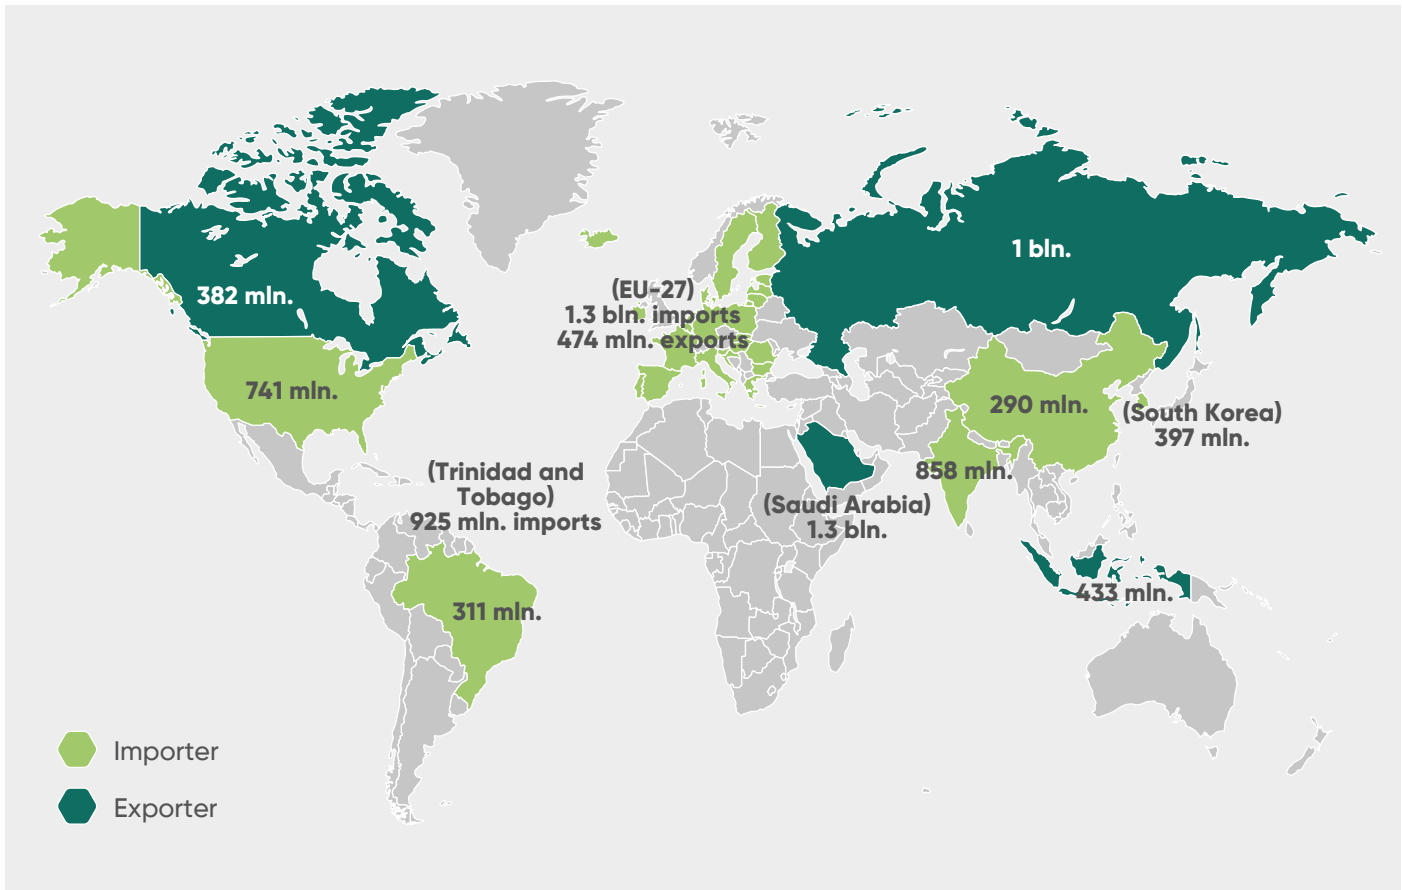 1 bln.
382 mln.
(EU-27)
1.3 bln. imports
474 mln. exports
741 mln.
290 mln.
(South Korea)
397 mln.
858 mln.
(Trinidad and
Tobago)
925 mln. imports
(Saudi Arabia)
1.3 bln.
433 mln.
311 mln.
Importer
Exporter